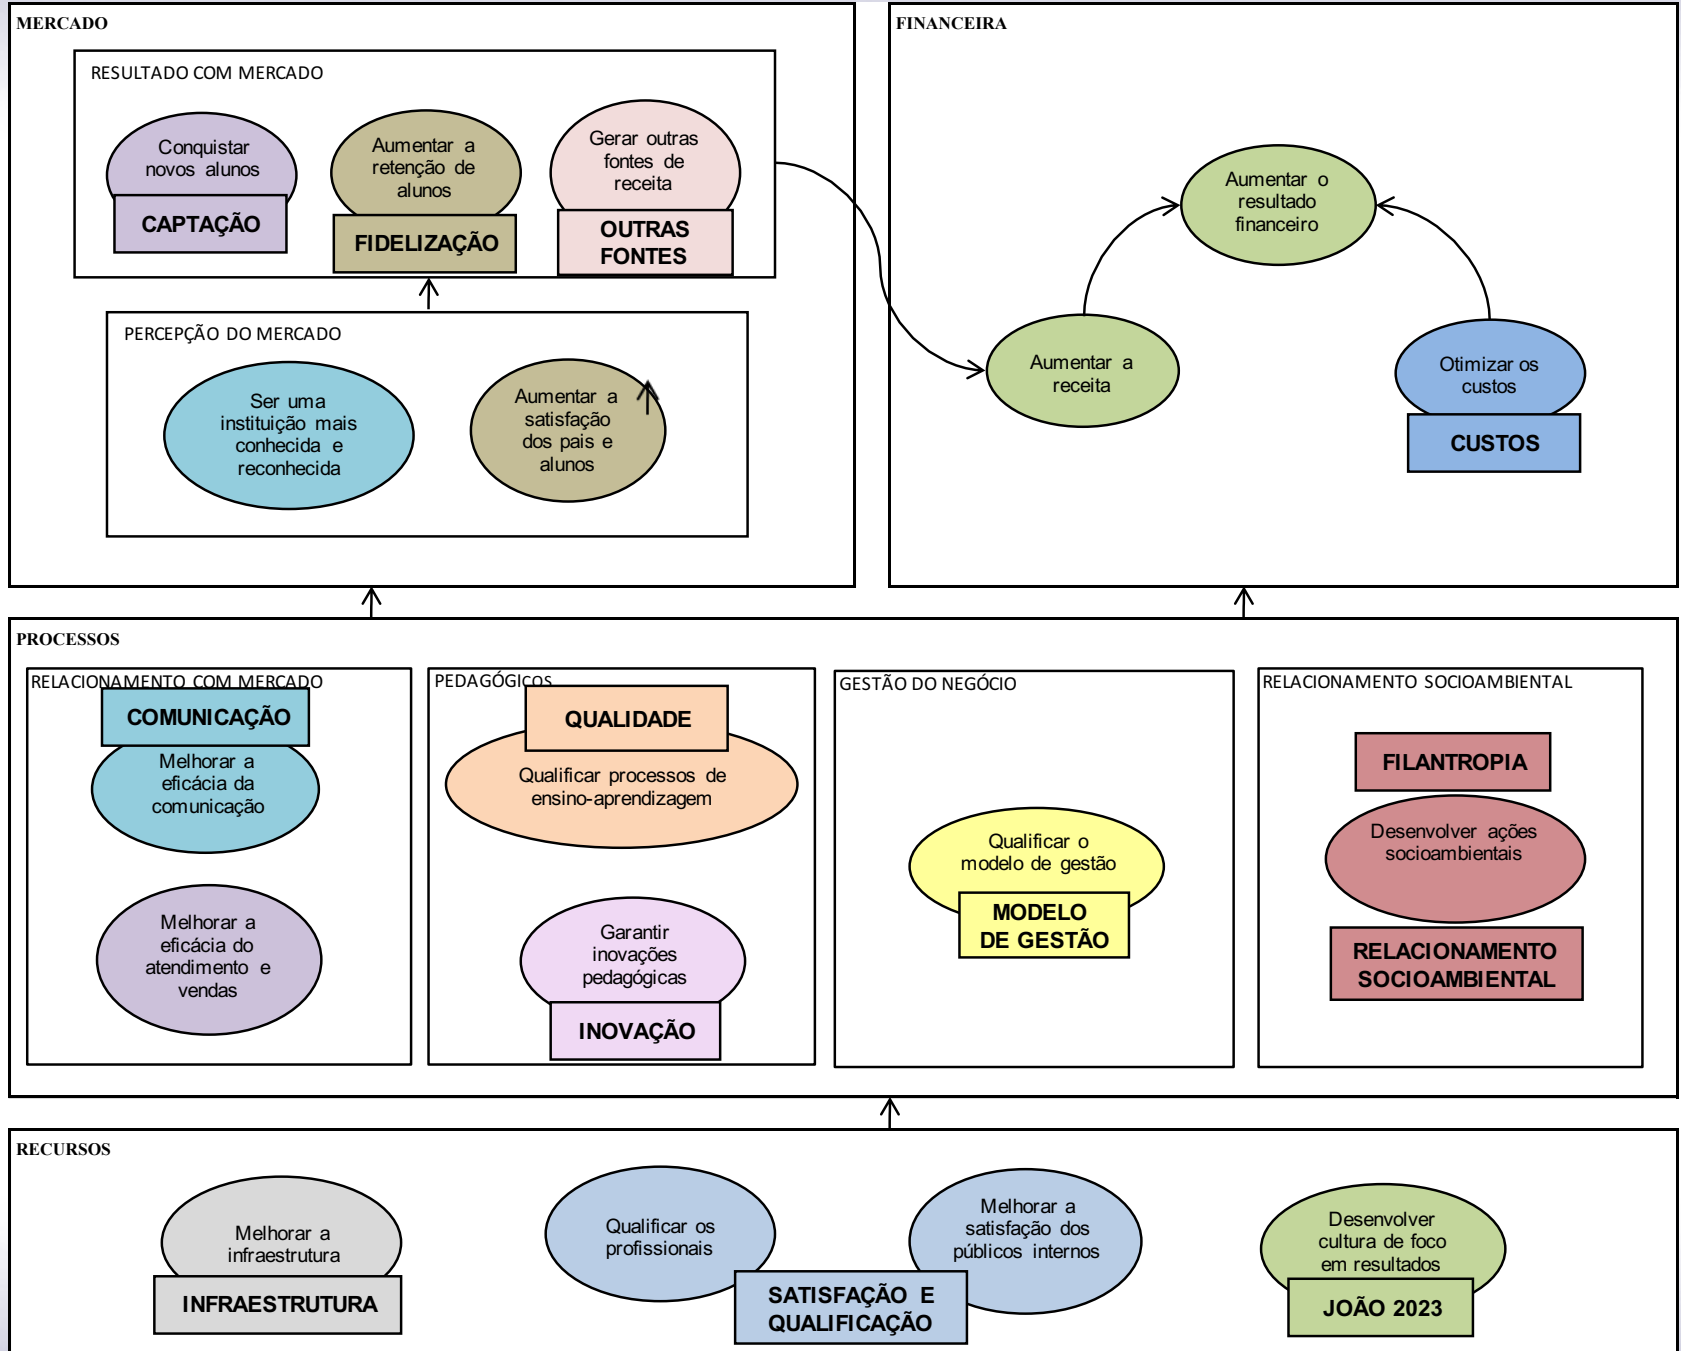 MERCADO
RESULTADO COM MERCADO
Conquistar
novos alunos
CAPTAÇÃO
Aumentar a
retenção de
alunos
FIDELIZAÇÃO
Gerar outras
fontes de
receita
OUTRAS
FONTES
PERCEPÇÃO DO MERCADO
Ser uma
instituição mais
conhecida e
reconhecida
Aumentar a
satisfação
dos pais e
alunos
FINANCEIRA
Aumentar o
resultado
financeiro
Aumentar a
receita
Otimizar os
custos
CUSTOS
PROCESSOS
RELACIONAMENTO COM MERCADO
COMUNICAÇÃO
Melhorar a
eficácia da
comunicação
Melhorar a
eficácia do
atendimento e
vendas
PEDAGÓGICOS
QUALIDADE
Qualificar processos de
ensino-aprendizagem
Garantir
inovações
pedagógicas
INOVAÇÃO
GESTÃO DO NEGÓCIO
Qualificar o
modelo de gestão
MODELO
DE GESTÃO
RELACIONAMENTO SOCIOAMBIENTAL
FILANTROPIA
Desenvolver ações
socioambientais
RELACIONAMENTO
SOCIOAMBIENTAL
RECURSOS
Melhorar a
infraestrutura
INFRAESTRUTURA
Qualificar os
profissionais
Melhorar a
satisfação dos
públicos internos
SATISFAÇÃO E
QUALIFICAÇÃO
Desenvolver
cultura de foco
em resultados
JOÃO 2023